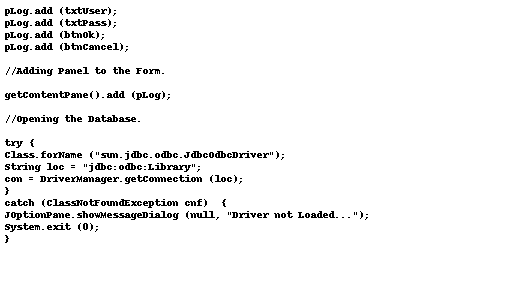 pLog.add (txtUser);
pLog.add (txtPass);
pLog.add (btnOk);
pLog.add (btnCancel);
//Adding Panel to the Form.
getContentPane().add (pLog);
//Opening the Database.
try {
Class.forName ("sun.jdbc.odbc.JdbcOdbcDriver");
String loc = "jdbc:odbc:Library";
con = DriverManager.getConnection (loc);
}
catch (ClassNotFoundException cnf)  {
JOptionPane.showMessageDialog (null, "Driver not Loaded...");
System.exit (0);
}